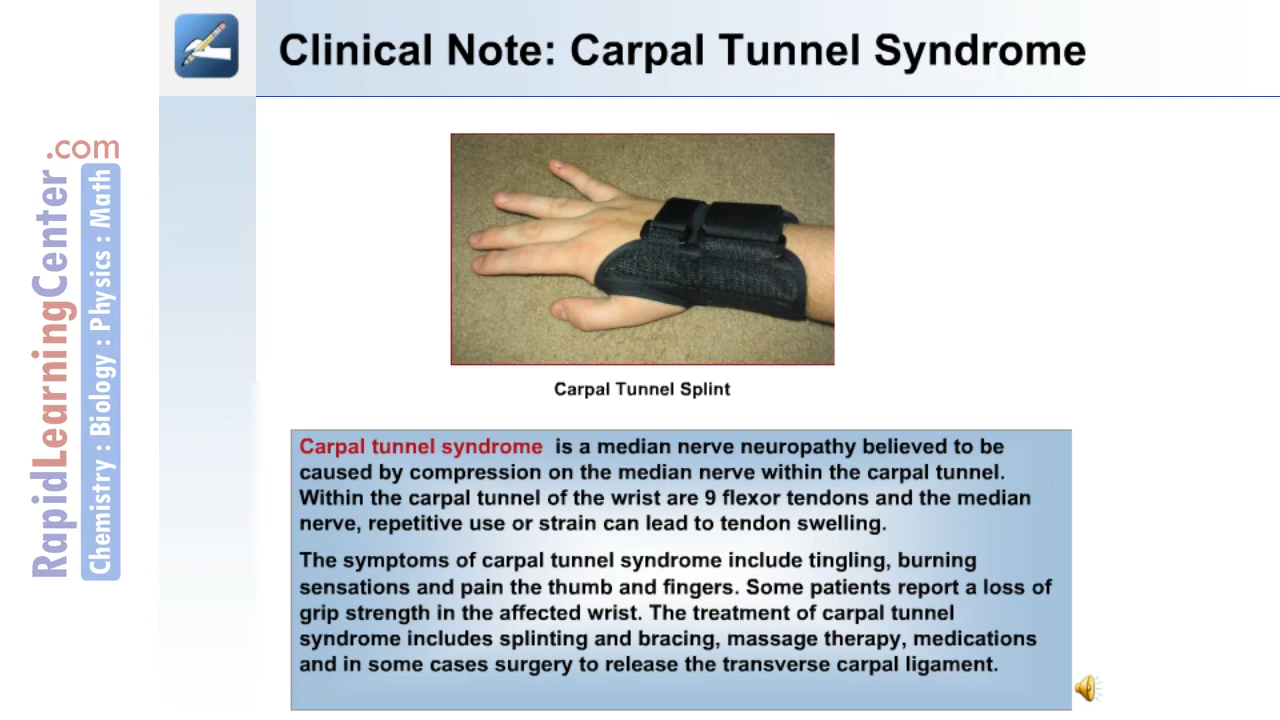 Clinical Note: Carpal Tunnel Syndrome
RapidLearningCenter.com
Chemistry : Biology : Physics : Math
Carpal Tunnel Splint
Carpal tunnel syndrome is a median nerve neuropathy believed to be
caused by compression on the median nerve within the carpal tunnel.
Within the carpal tunnel of the wrist are 9 flexor tendons and the median
nerve, repetitive use or strain can lead to tendon swelling.
The symptoms of carpal tunnel syndrome include tingling, burning
sensations and pain the thumb and fingers. Some patients report a loss of
grip strength in the affected wrist. The treatment of carpal tunnel
syndrome includes splinting and bracing, massage therapy, medications
and in some cases surgery to release the transverse carpal ligament.